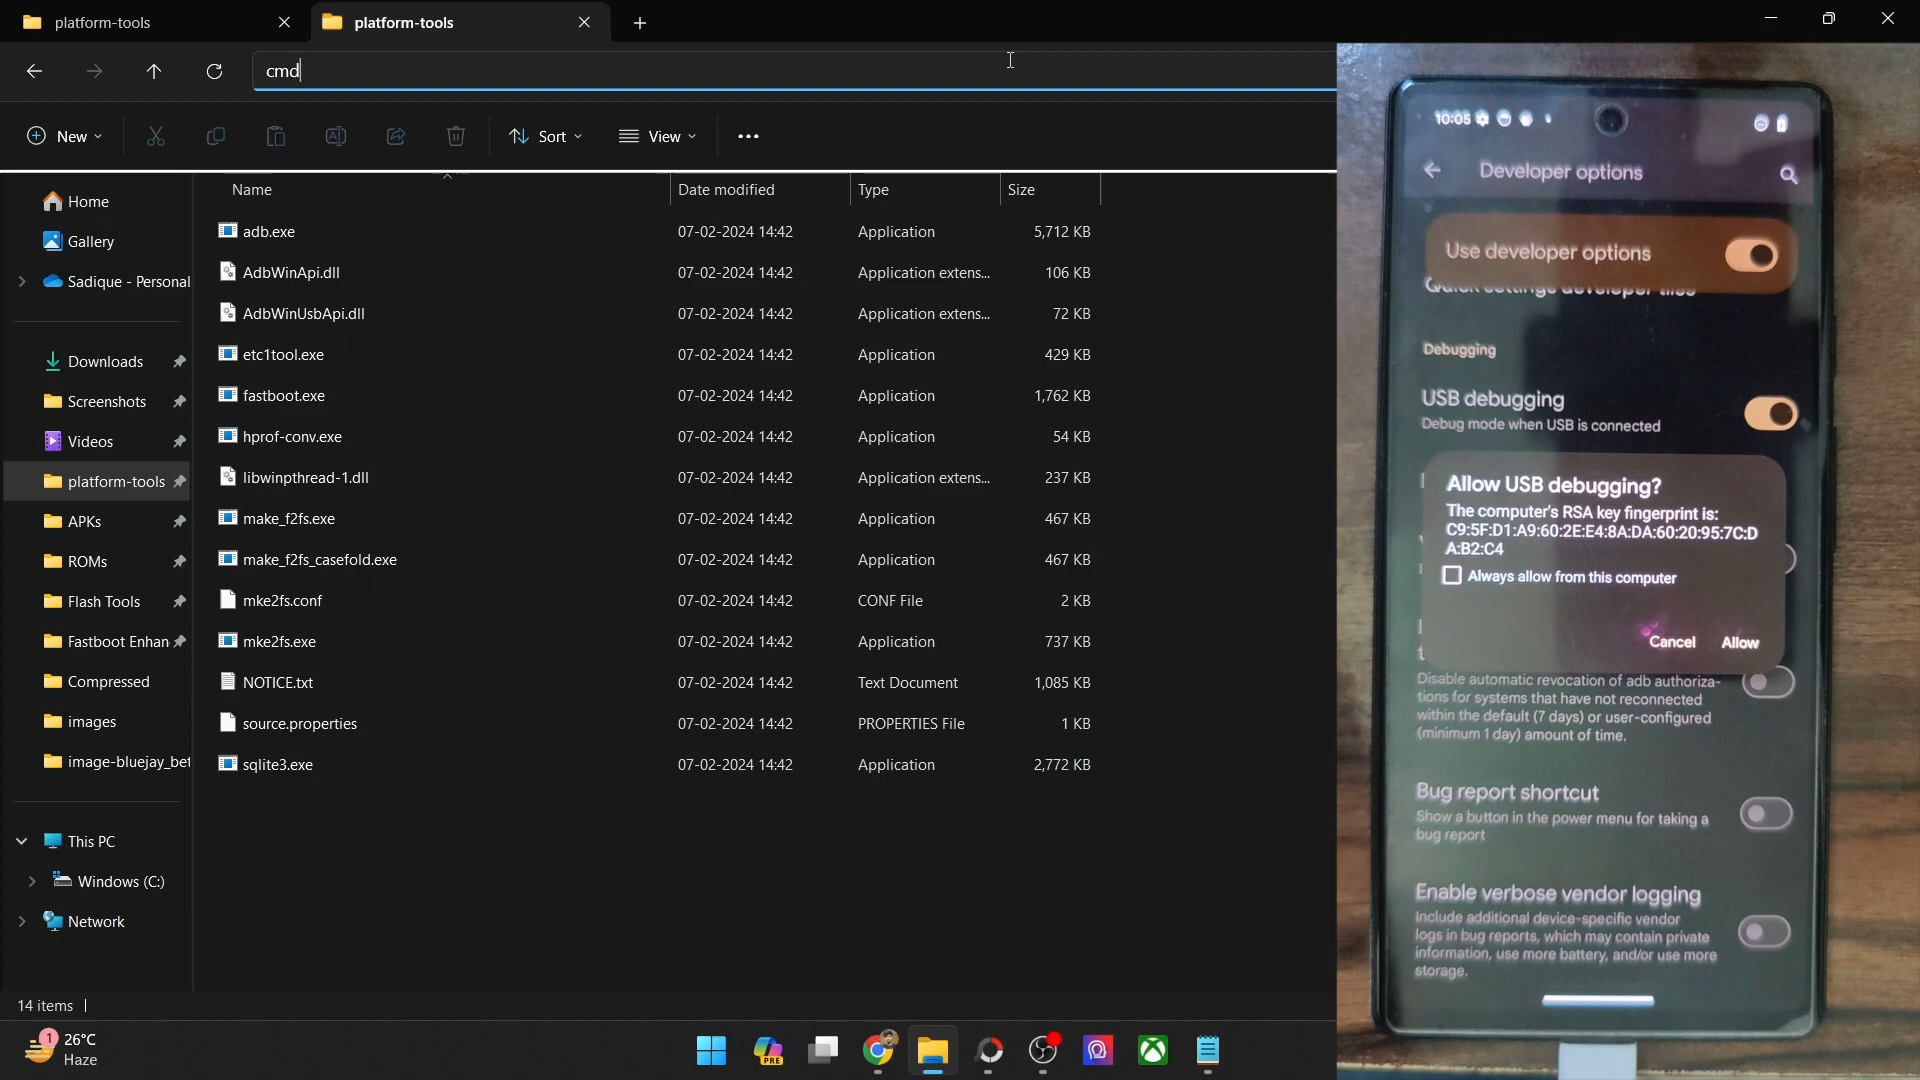 platform-tools
platform-tools
cmd
New
Sort
View
Name Date modified Type Size
adb.exe 07-02-2024 14:42 Application 5,712 KB
AdbWinApi.dll 07-02-2024 14:42 Application extens... 106 KB
AdbWinUsbApi.dll 07-02-2024 14:42 Application extens... 72 KB
etc1tool.exe 07-02-2024 14:42 Application 429 KB
fastboot.exe 07-02-2024 14:42 Application 1,762 KB
hprof-conv.exe 07-02-2024 14:42 Application 54 KB
libwinpthread-1.dll 07-02-2024 14:42 Application extens... 237 KB
make_f2fs.exe 07-02-2024 14:42 Application 467 KB
make_f2fs_casefold.exe 07-02-2024 14:42 Application 467 KB
mke2fs.conf 07-02-2024 14:42 CONF File 2 KB
mke2fs.exe 07-02-2024 14:42 Application 737 KB
NOTICE.txt 07-02-2024 14:42 Text Document 1,085 KB
source.properties 07-02-2024 14:42 PROPERTIES File 1 KB
sqlite3.exe 07-02-2024 14:42 Application 2,772 KB
Home
Gallery
Sadique - Personal
Downloads
Screenshots
Videos
platform-tools
APKs
ROMs
Flash Tools
Fastboot Enhan
Compressed
images
image-bluejay_bet
This PC
Windows (C:)
Network
14 items
1
26°C
Haze
PRE
10:05
Developer options
Use developer options
Quick settings developer tiles
Debugging
USB debugging
Debug mode when USB is connected
Allow USB debugging?
The computer's RSA key fingerprint is:
C9:5F:D1:A9:60:2E:E4:8A:DA:60:20:95:7C:D
A:B2:C4
Always allow from this computer
Cancel Allow
Disable automatic revocation of adb authoriza-
tions for systems that have not reconnected
within the default (7 days) or user-configured
(minimum 1 day) amount of time.
Bug report shortcut
Show a button in the power menu for taking a
bug report
Enable verbose vendor logging
Include additional device-specific vendor
logs in bug reports, which may contain private
information, use more battery, and/or use more
storage.